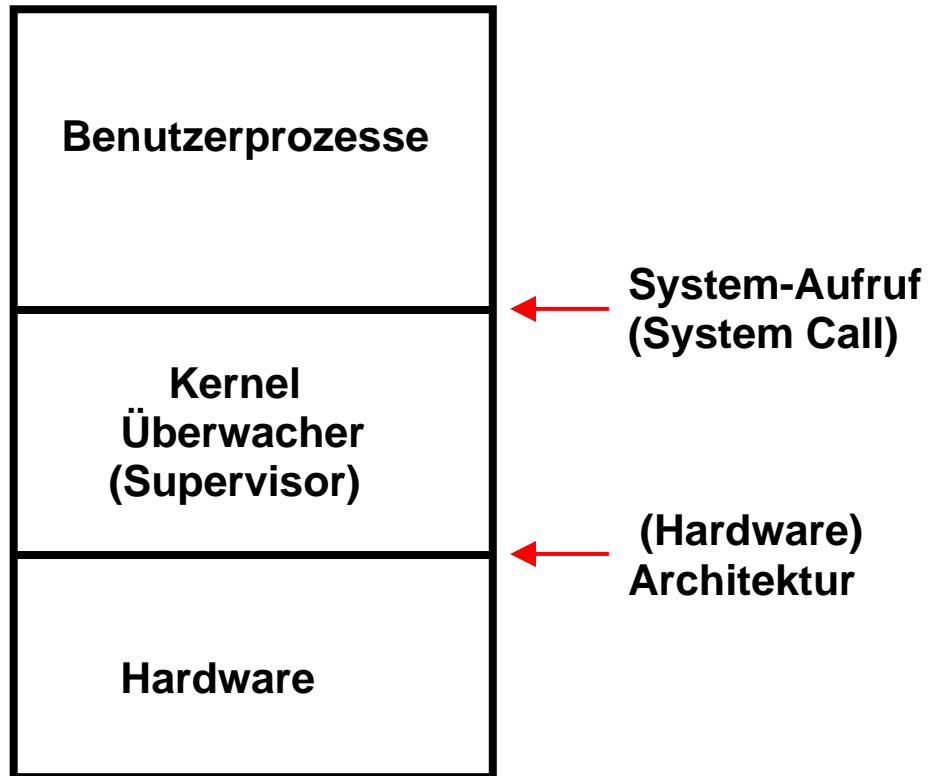 Benutzerprozesse
System-Aufruf
(System Call)
Kernel
Überwacher
(Supervisor)
(Hardware)
Architektur
Hardware